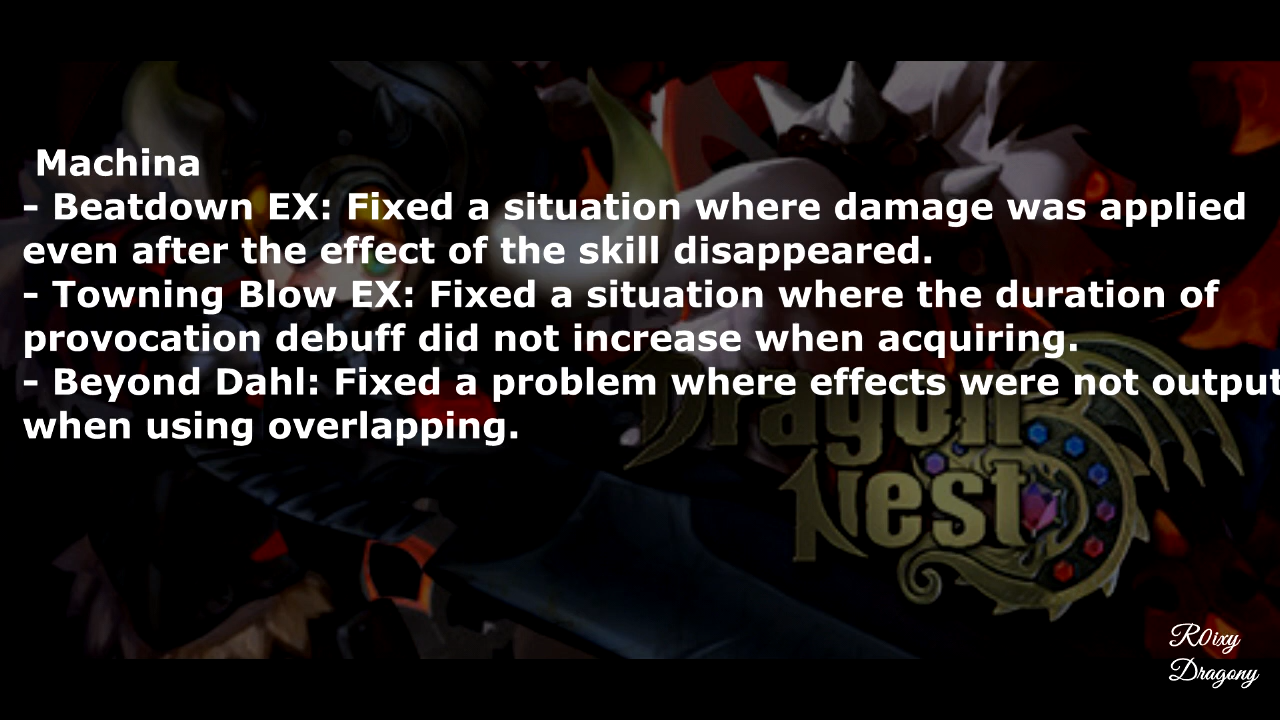 Machina
- Beatdown EX: Fixed a situation where damage was applied
even after the effect of the skill disappeared.
- Towning Blow EX: Fixed a situation where the duration of
provocation debuff did not increase when acquiring.
- Beyond Dahl: Fixed a problem where effects were not output
when using overlapping.
Dragon
Nest
R0ixy
Dragony